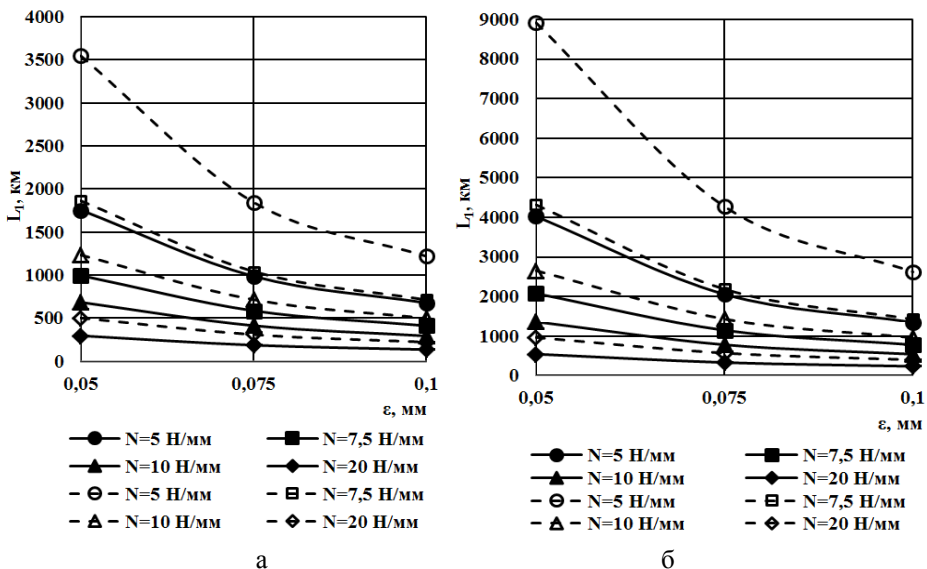 4000
3500
3000
2500
2000
1500
1000
500
0
L₁, км
0,05
0,075
0,1
ε, мм
N=5 Н/мм
N=7,5 Н/мм
N=10 Н/мм
N=20 Н/мм
N=5 Н/мм
N=7,5 Н/мм
N=10 Н/мм
N=20 Н/мм
а
9000
8000
7000
6000
5000
4000
3000
2000
1000
0
L₁, км
0,05
0,075
0,1
ε, мм
N=5 Н/мм
N=7,5 Н/мм
N=10 Н/мм
N=20 Н/мм
N=5 Н/мм
N=7,5 Н/мм
N=10 Н/мм
N=20 Н/мм
б